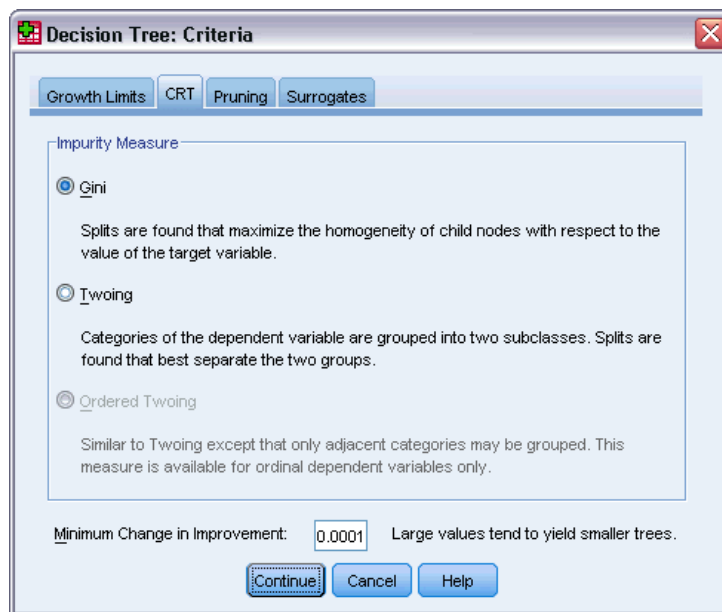 Decision Tree: Criteria
Growth Limits CRT Pruning Surrogates
Impurity Measure
Gini
Splits are found that maximize the homogeneity of child nodes with respect to the
value of the target variable.
Twoing
Categories of the dependent variable are grouped into two subclasses. Splits are
found that best separate the two groups.
Ordered Twoing
Similar to Twoing except that only adjacent categories may be grouped. This
measure is available for ordinal dependent variables only.
Minimum Change in Improvement: 0.0001 Large values tend to yield smaller trees.
Continue Cancel Help